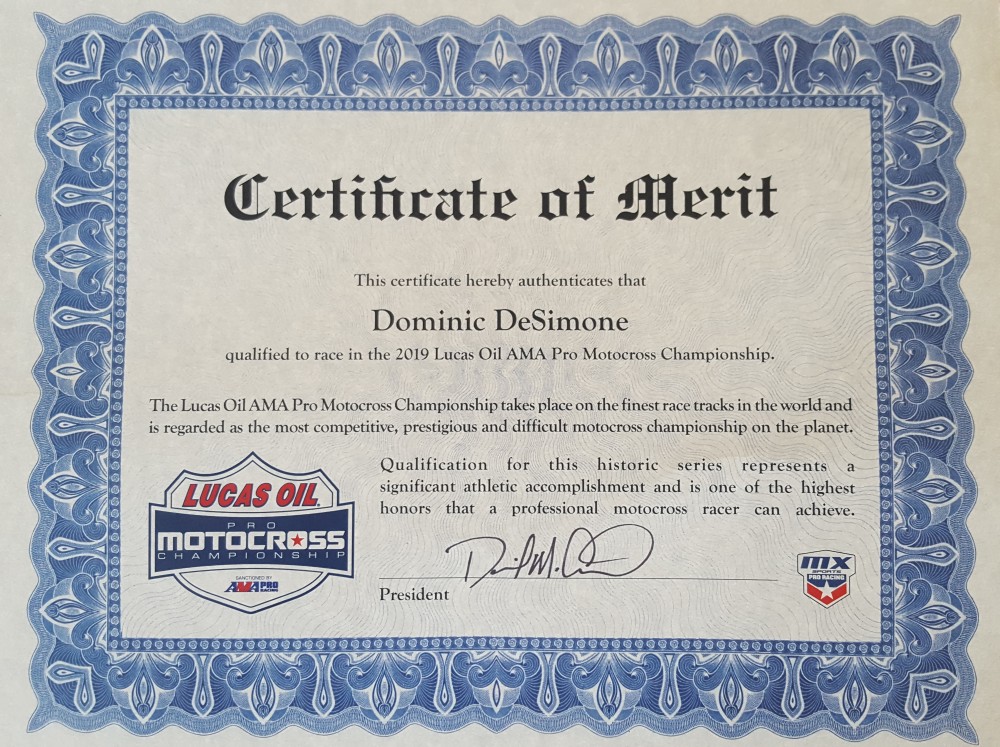 Certificate of Merit
This certificate hereby authenticates that
Dominic DeSimone
qualified to race in the 2019 Lucas Oil AMA Pro Motocross Championship.
The Lucas Oil AMA Pro Motocross Championship takes place on the finest race tracks in the world and
is regarded as the most competitive, prestigious and difficult motocross championship on the planet.
Qualification for this historic series represents a
significant athletic accomplishment and is one of the highest
honors that a professional motocross racer can achieve.
LUCAS OIL
PRO
MOTOCROSS
CHAMPIONSHIP
SANCTIONED BY
AMA PRO
RACING
President
MX
SPORTS
PRO RACING